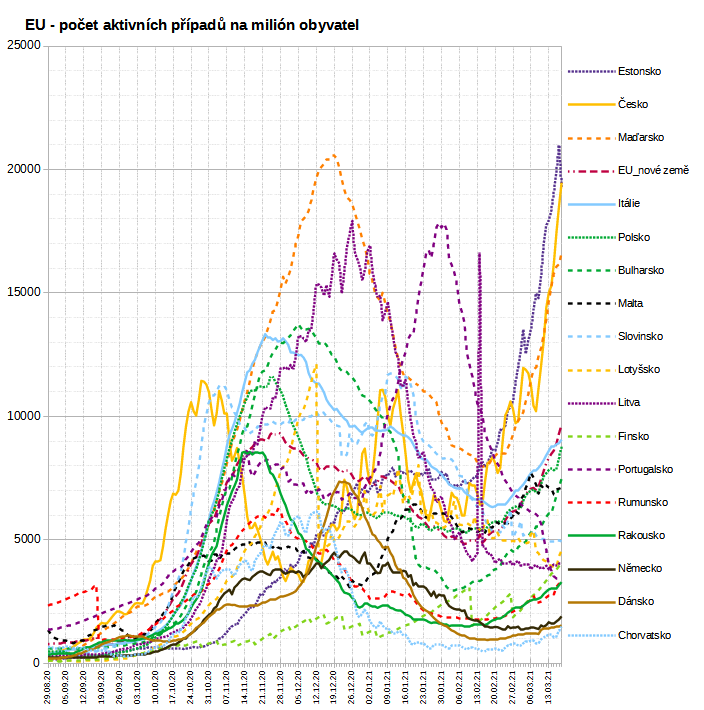 EU - počet aktivních případů na milión obyvatel
25000
20000
15000
10000
5000
0
Estonsko
Česko
Maďarsko
EU_nové země
Itálie
Polsko
Bulharsko
Malta
Slovinsko
Lotyšsko
Litva
Finsko
Portugalsko
Rumunsko
Rakousko
Německo
Dánsko
Chorvatsko
29.08.20
05.09.20
12.09.20
19.09.20
26.09.20
03.10.20
10.10.20
17.10.20
24.10.20
31.10.20
07.11.20
14.11.20
21.11.20
28.11.20
05.12.20
12.12.20
19.12.20
26.12.20
02.01.21
09.01.21
16.01.21
23.01.21
30.01.21
06.02.21
13.02.21
20.02.21
27.02.21
06.03.21
13.03.21